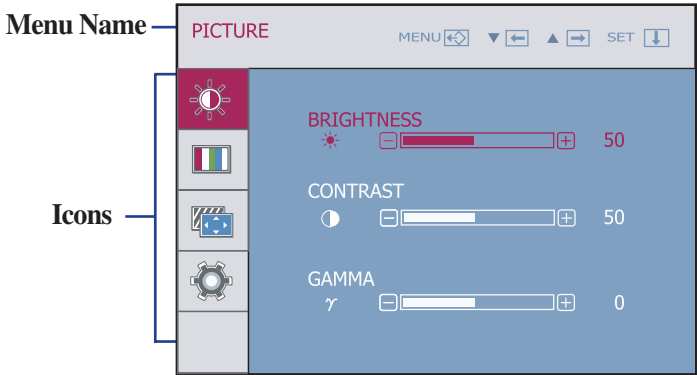 Menu Name
PICTURE
MENU ▼ ▲ SET
Icons
BRIGHTNESS
50
CONTRAST
50
GAMMA
γ 0